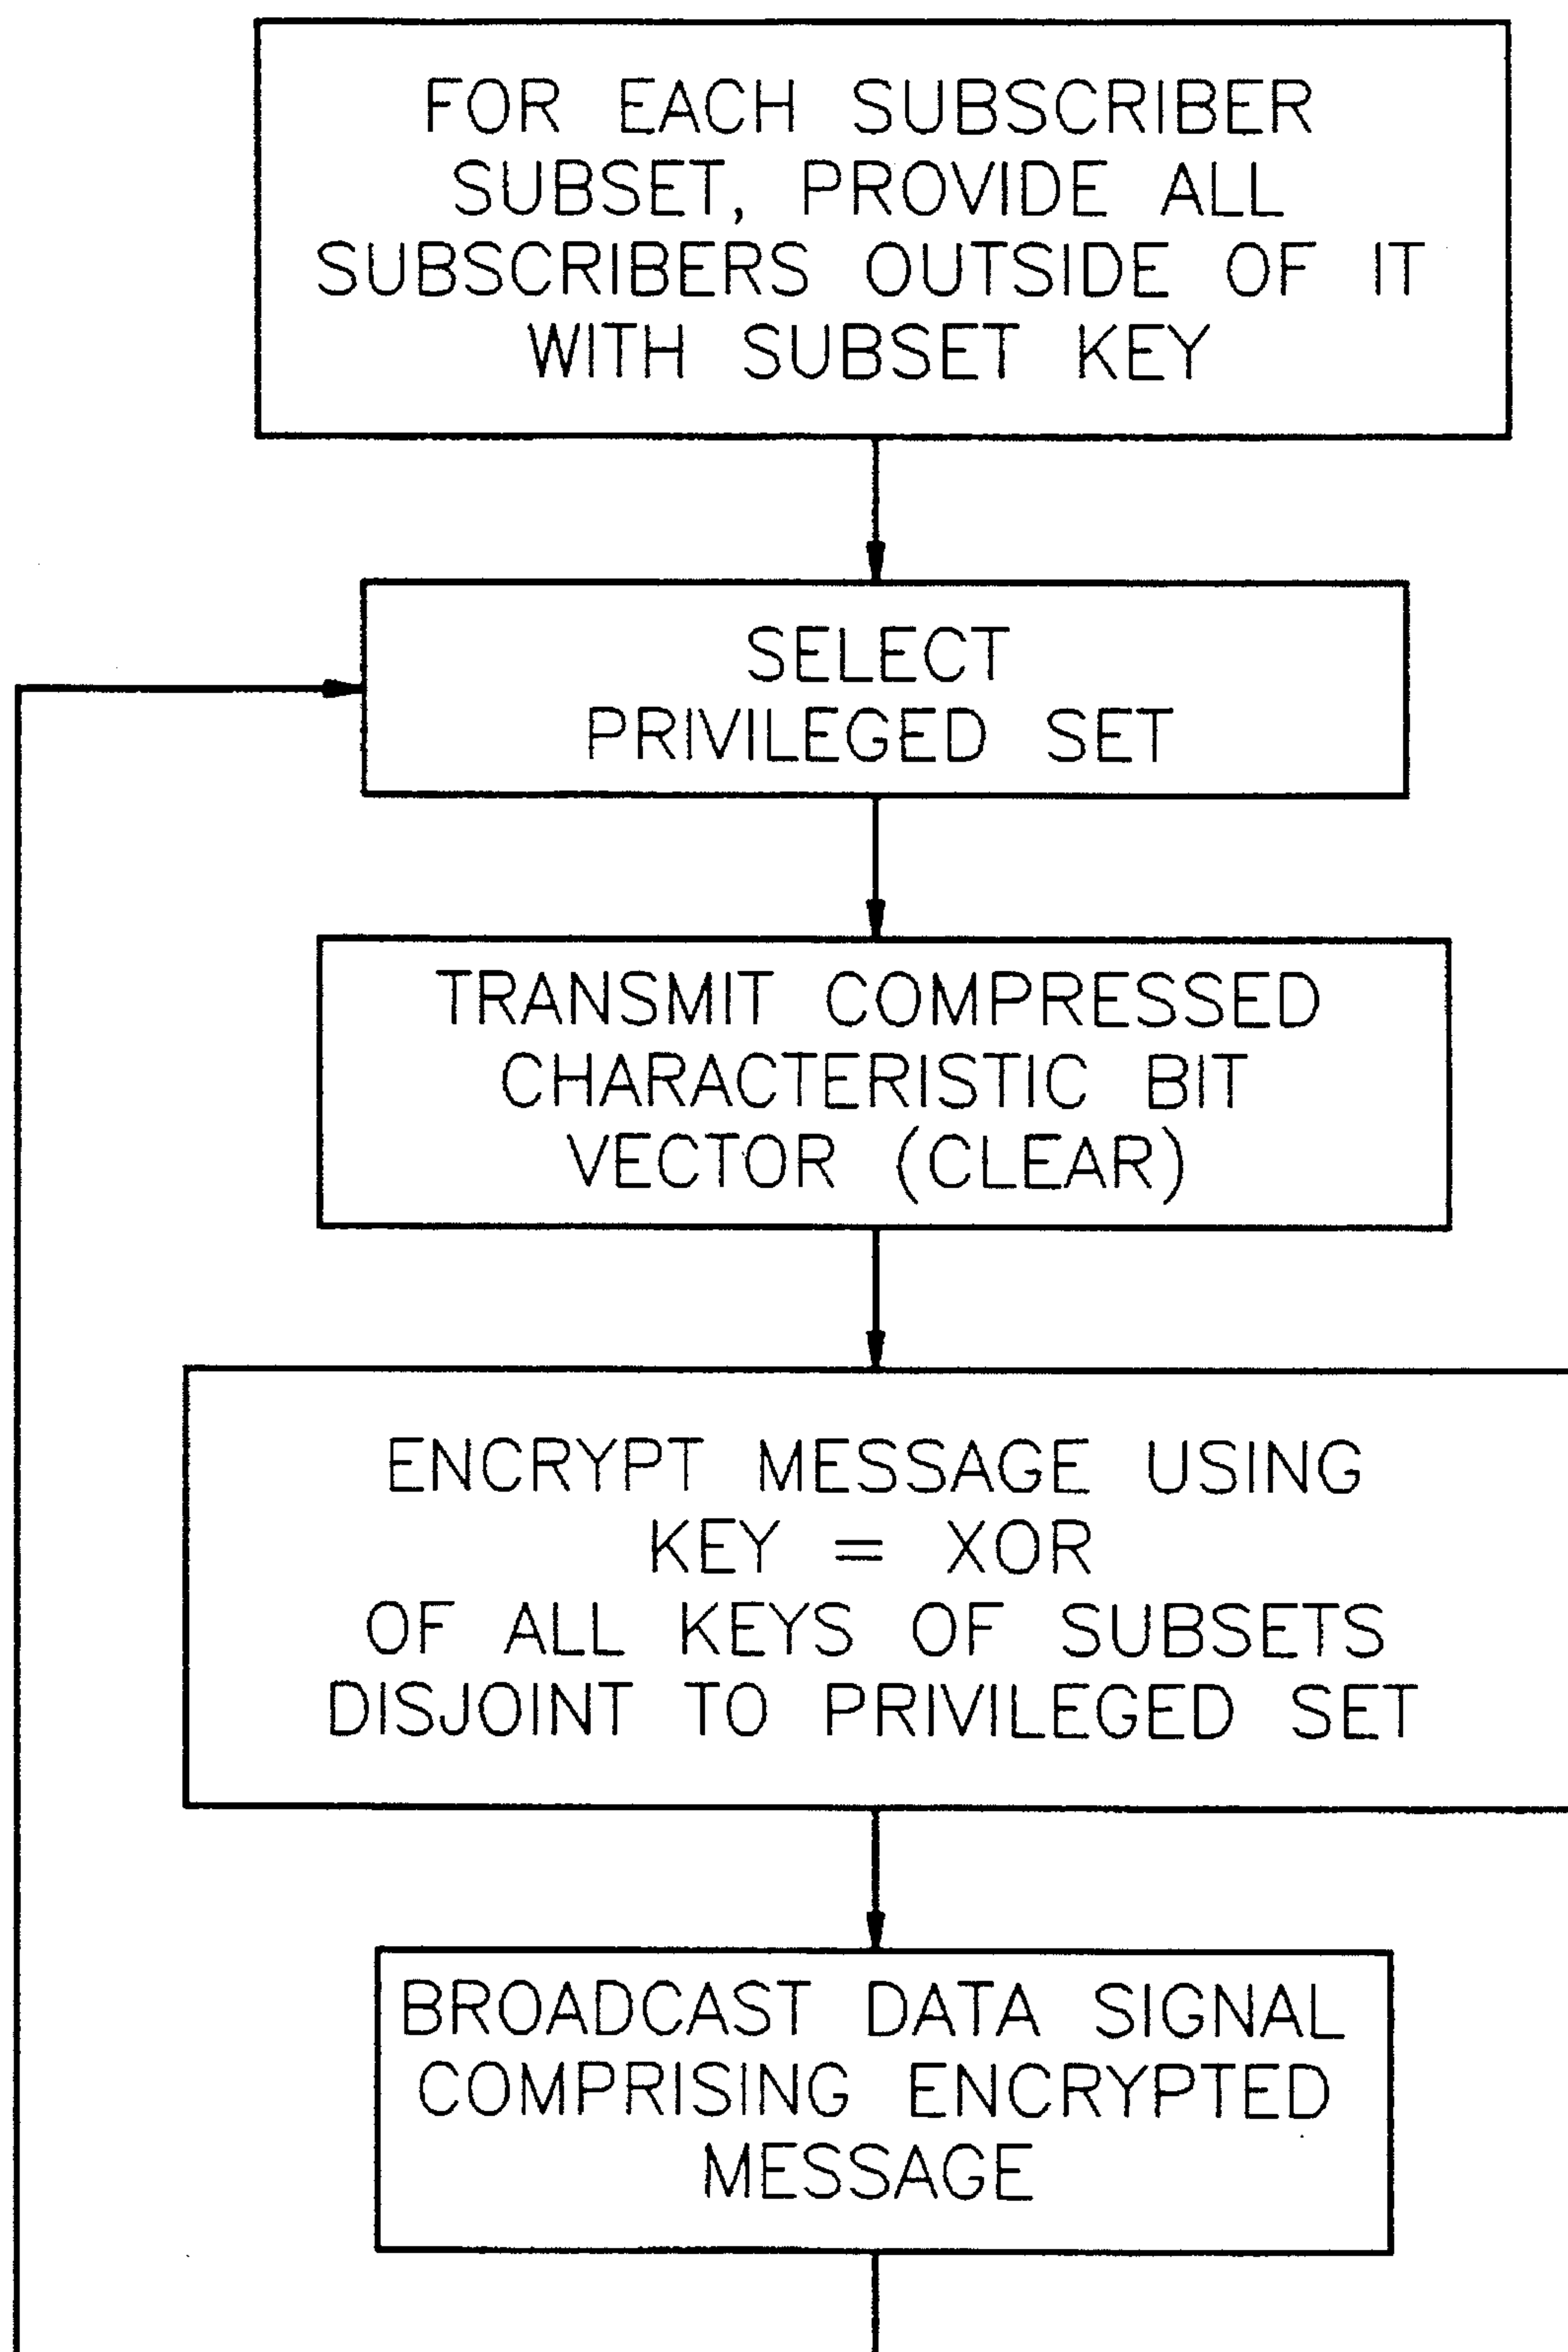 FOR EACH SUBSCRIBER
SUBSET, PROVIDE ALL
SUBSCRIBERS OUTSIDE OF IT
WITH SUBSET KEY
SELECT
PRIVILEGED SET
TRANSMIT COMPRESSED
CHARACTERISTIC BIT
VECTOR (CLEAR)
ENCRYPT MESSAGE USING
KEY = XOR
OF ALL KEYS OF SUBSETS
DISJOINT TO PRIVILEGED SET
BROADCAST DATA SIGNAL
COMPRISING ENCRYPTED
MESSAGE